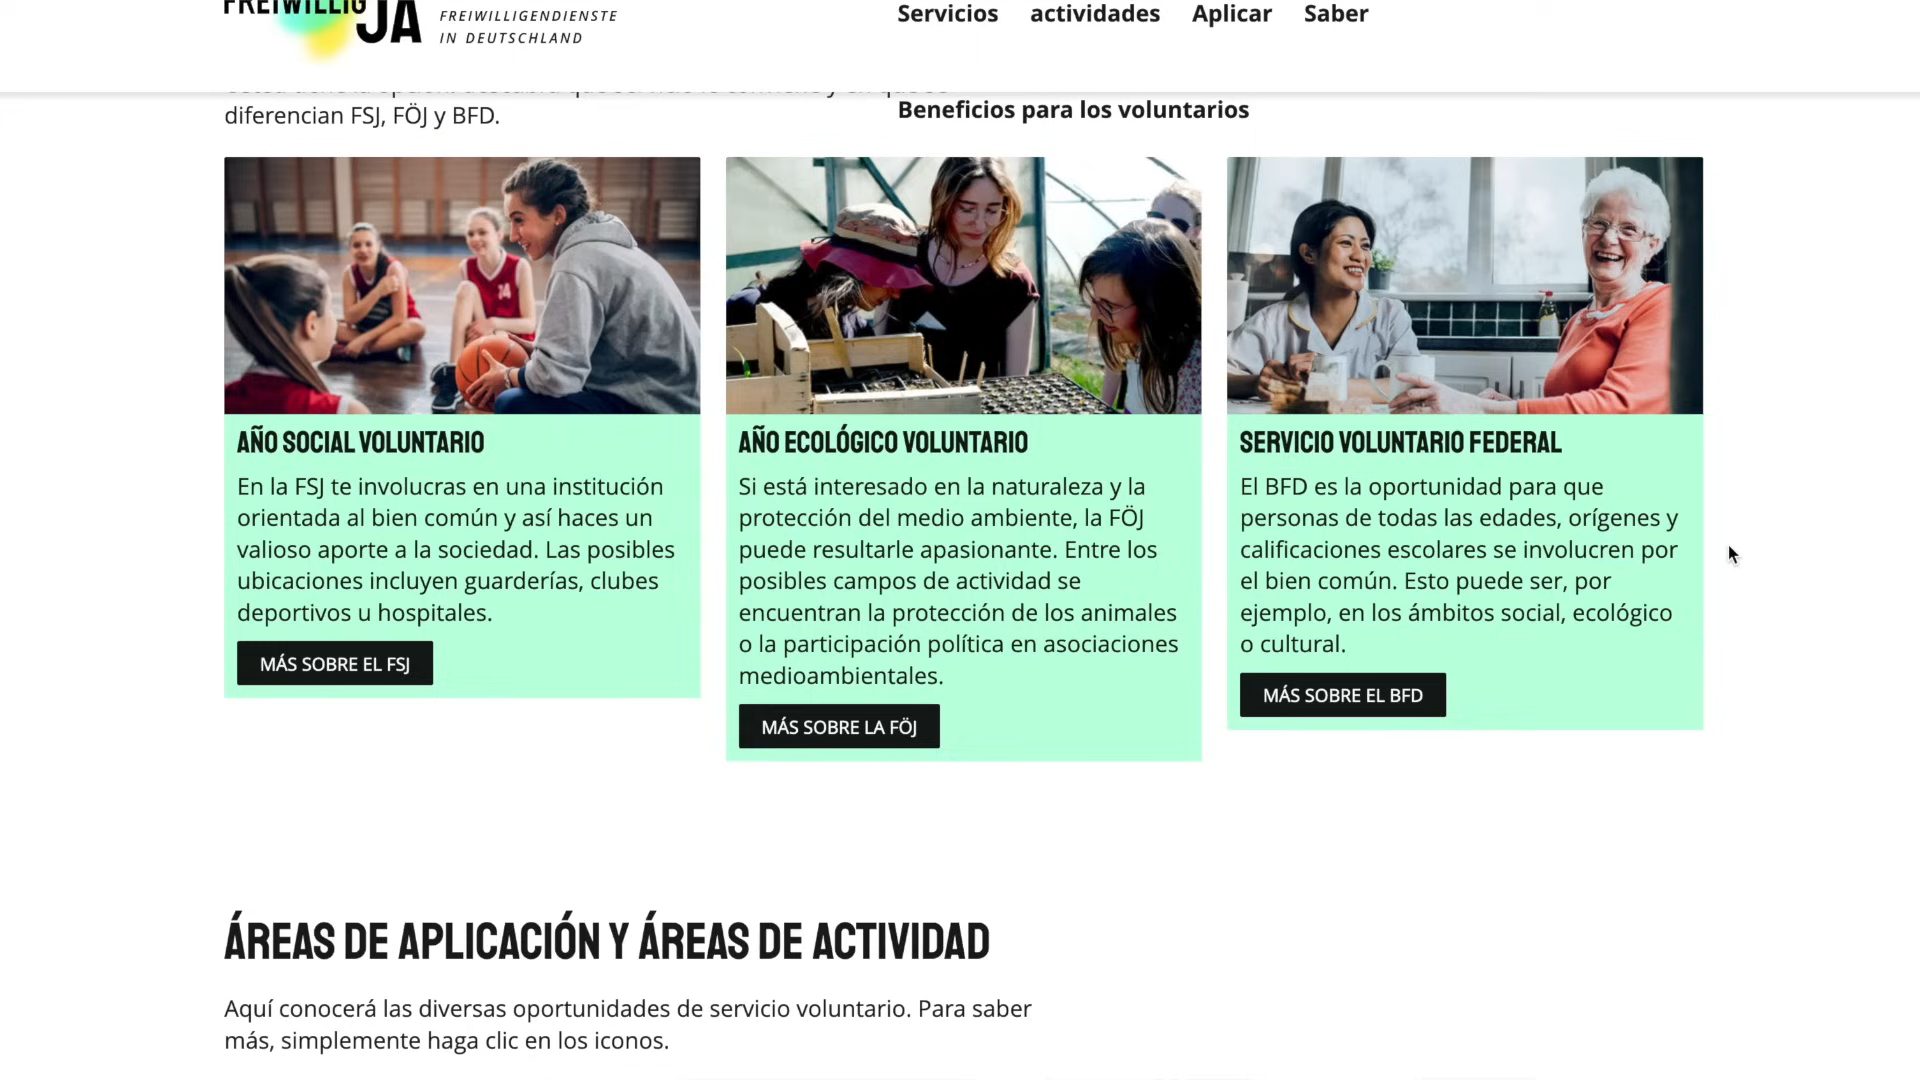 FREIWILLIG
JA
FREIWILLIGENDIENSTE
IN DEUTSCHLAND
Servicios
actividades
Aplicar
Saber
Beneficios para los voluntarios
diferencian FSJ, FÖJ y BFD.
AÑO SOCIAL VOLUNTARIO
En la FSJ te involucras en una institución
orientada al bien común y así haces un
valioso aporte a la sociedad. Las posibles
ubicaciones incluyen guarderías, clubes
deportivos u hospitales.
MÁS SOBRE EL FSJ
AÑO ECOLÓGICO VOLUNTARIO
Si está interesado en la naturaleza y la
protección del medio ambiente, la FÖJ
puede resultarle apasionante. Entre los
posibles campos de actividad se
encuentran la protección de los animales
o la participación política en asociaciones
medioambientales.
MÁS SOBRE LA FÖJ
SERVICIO VOLUNTARIO FEDERAL
El BFD es la oportunidad para que
personas de todas las edades, orígenes y
calificaciones escolares se involucren por
el bien común. Esto puede ser, por
ejemplo, en los ámbitos social, ecológico
o cultural.
MÁS SOBRE EL BFD
ÁREAS DE APLICACIÓN Y ÁREAS DE ACTIVIDAD
Aquí conocerá las diversas oportunidades de servicio voluntario. Para saber
más, simplemente haga clic en los iconos.